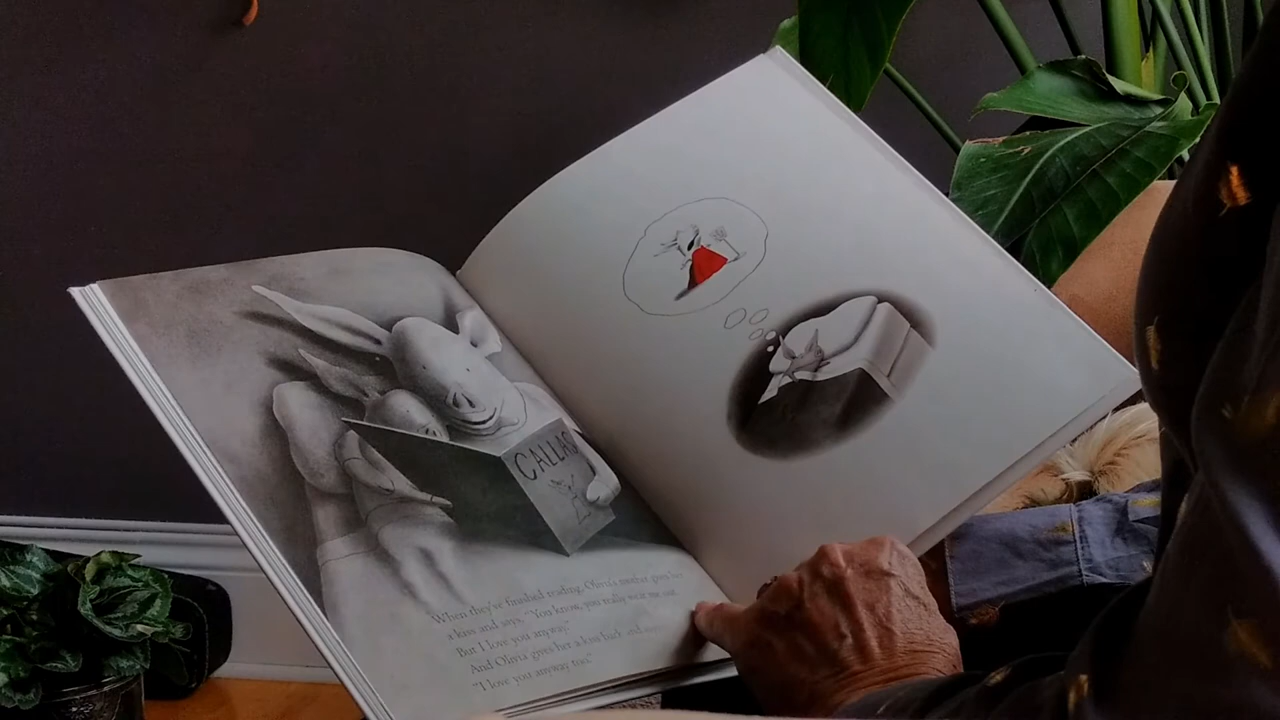 CALLAS
When they've finished reading, Olivia's mother gives her
a kiss and says, "You know, you really wear me out.
But I love you anyway."
And Olivia gives her a kiss back and says,
"I love you anyway too."